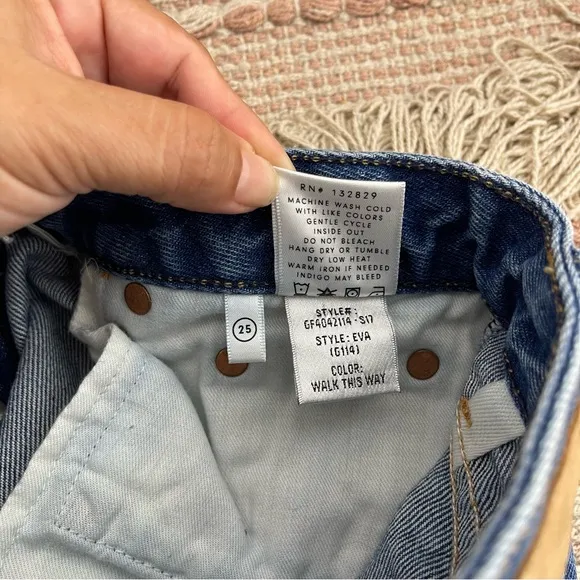 RN# 132829
MACHINE WASH COLD
WITH LIKE COLORS
GENTLE CYCLE
INSIDE OUT
DO NOT BLEACH
HANG DRY OR TUMBLE
DRY LOW HEAT
WARM IRON IF NEEDED
INDIGO MAY BLEED
25
STYLE#:
GF4042114-S17
STYLE: EVA
(G114)
COLOR:
WALK THIS WAY